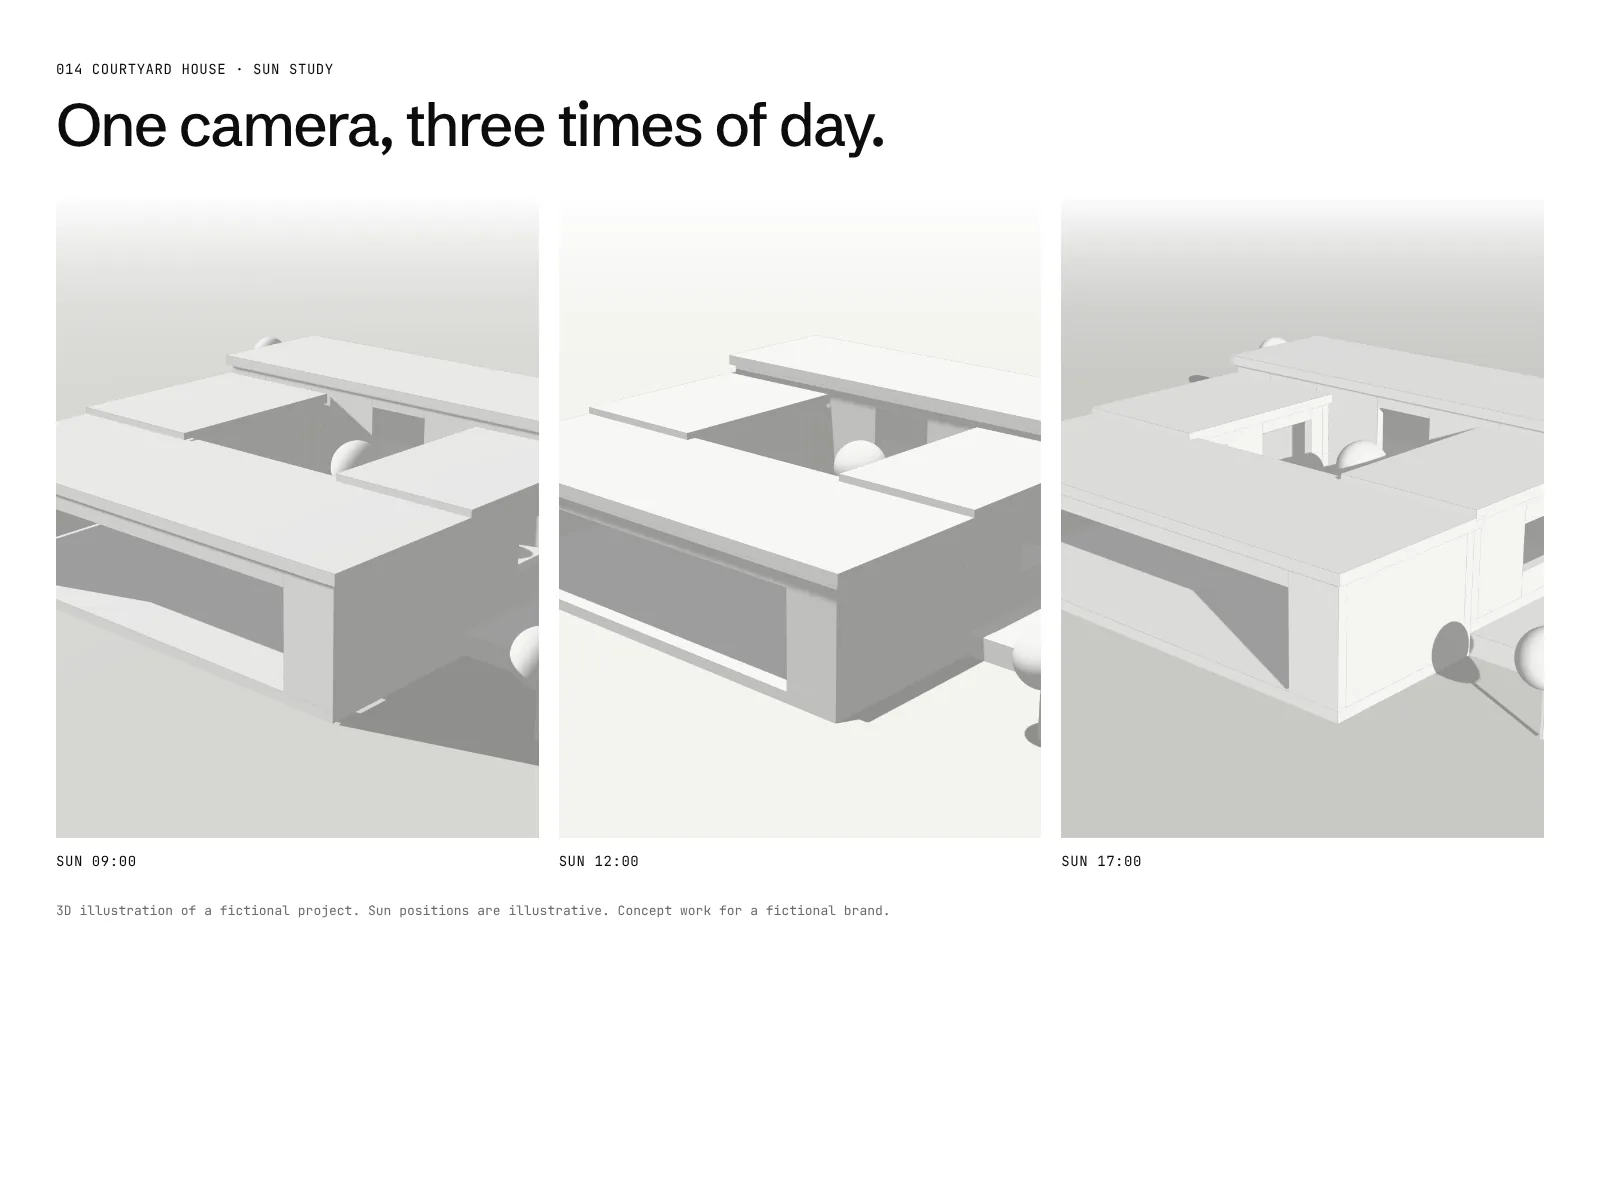 014 COURTYARD HOUSE · SUN STUDY
One camera, three times of day.
SUN 09:00
SUN 12:00
SUN 17:00
3D illustration of a fictional project. Sun positions are illustrative. Concept work for a fictional brand.